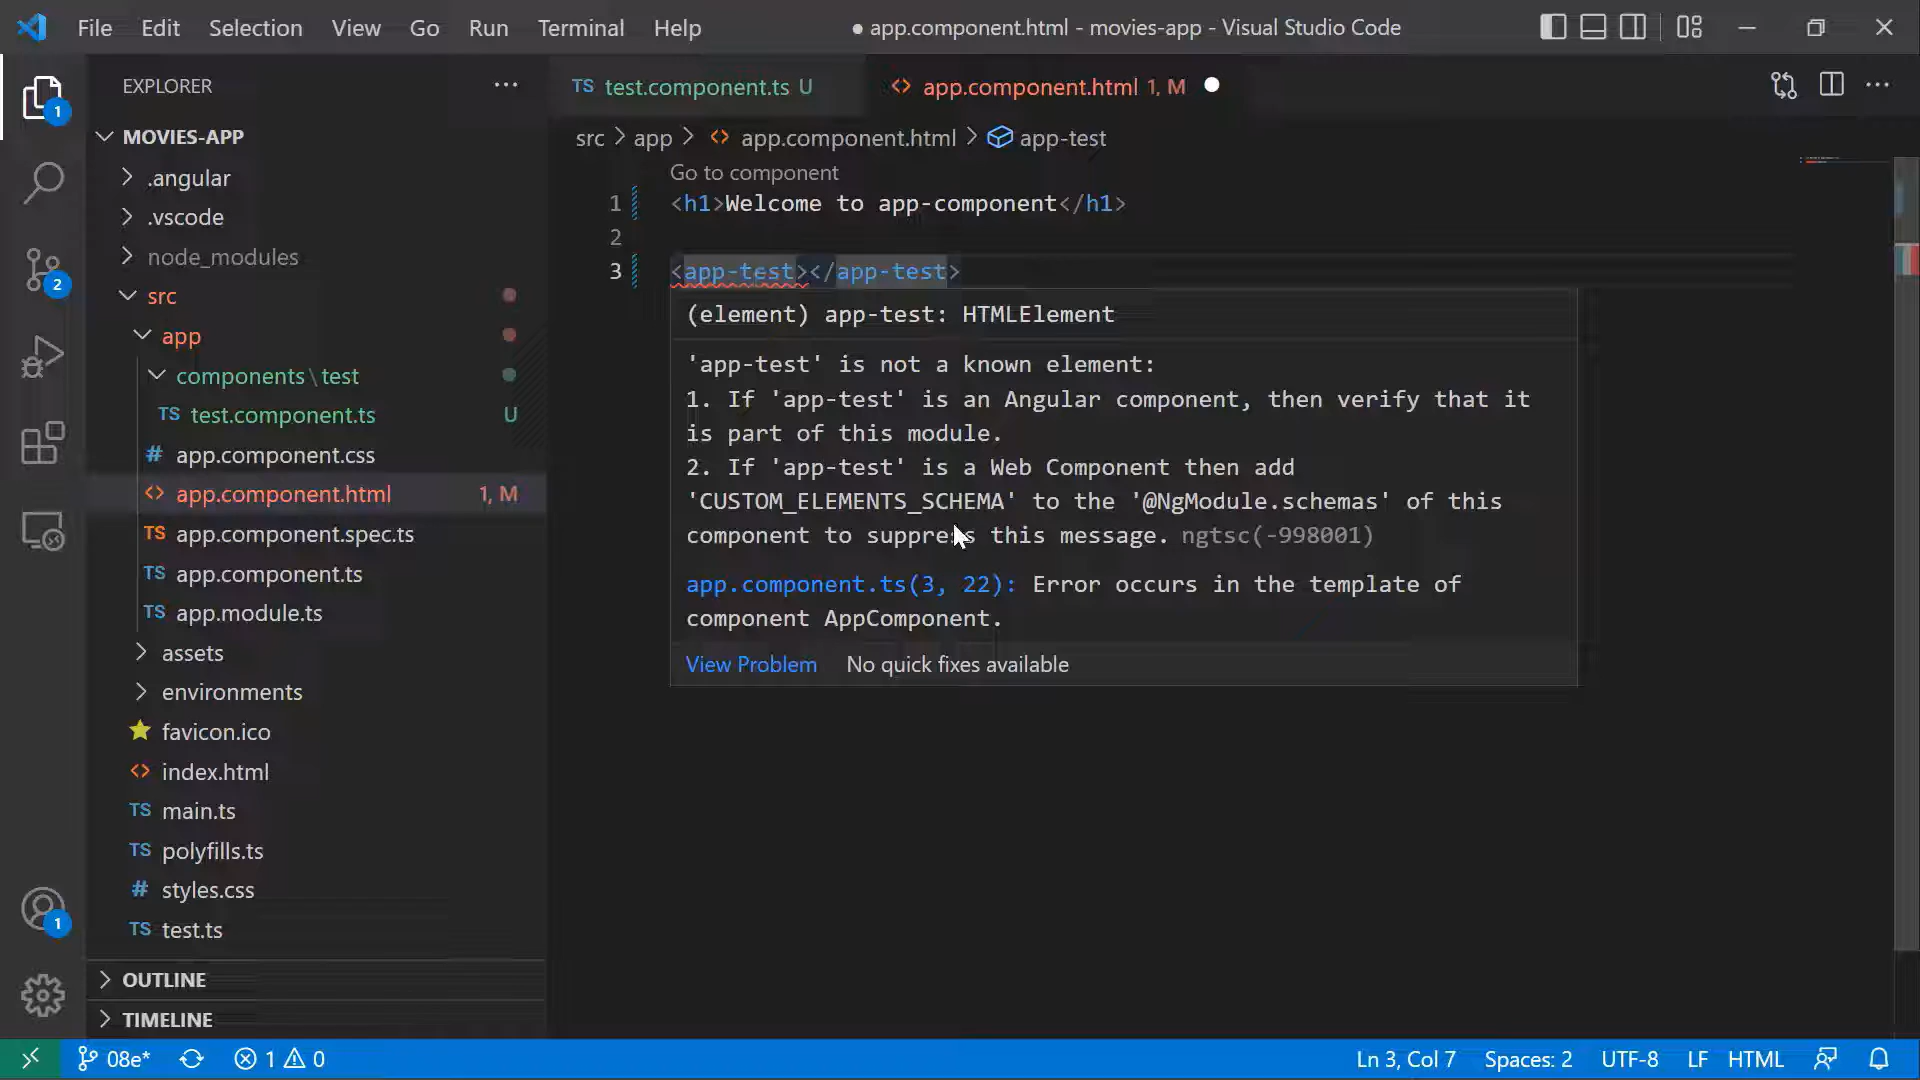 File Edit Selection View Go Run Terminal Help
● app.component.html - movies-app - Visual Studio Code
EXPLORER
TS test.component.ts U
<> app.component.html 1, M
1
2
1
MOVIES-APP
.angular
.vscode
node_modules
src
app
components\test
TS test.component.ts U
# app.component.css
<> app.component.html 1, M
TS app.component.spec.ts
TS app.component.ts
TS app.module.ts
assets
environments
favicon.ico
<> index.html
TS main.ts
TS polyfills.ts
# styles.css
TS test.ts
OUTLINE
TIMELINE
src > app > <> app.component.html > app-test
Go to component
1 <h1>Welcome to app-component</h1>
2
3 <app-test></app-test>
(element) app-test: HTMLElement
'app-test' is not a known element:
1. If 'app-test' is an Angular component, then verify that it
is part of this module.
2. If 'app-test' is a Web Component then add
'CUSTOM_ELEMENTS_SCHEMA' to the '@NgModule.schemas' of this
component to suppress this message. ngtsc(-998001)
app.component.ts(3, 22): Error occurs in the template of
component AppComponent.
View Problem No quick fixes available
08e* 1 0
Ln 3, Col 7 Spaces: 2 UTF-8 LF HTML